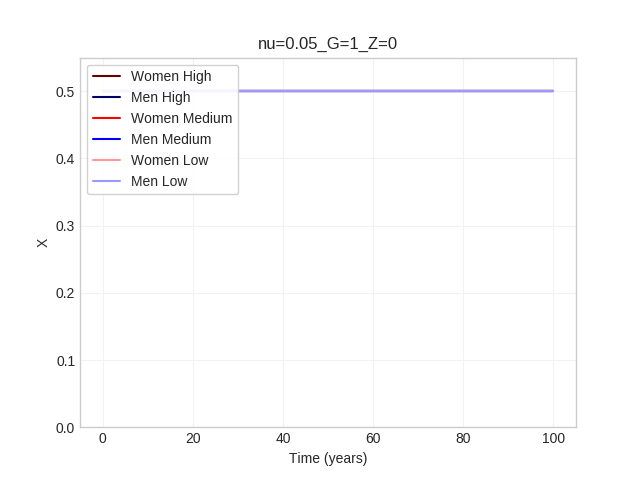 nu=0.05_G=1_Z=0
Women High
Men High
Women Medium
Men Medium
Women Low
Men Low
0.5
0.4
0.3
0.2
0.1
0.0
X
0 20 40 60 80 100
Time (years)